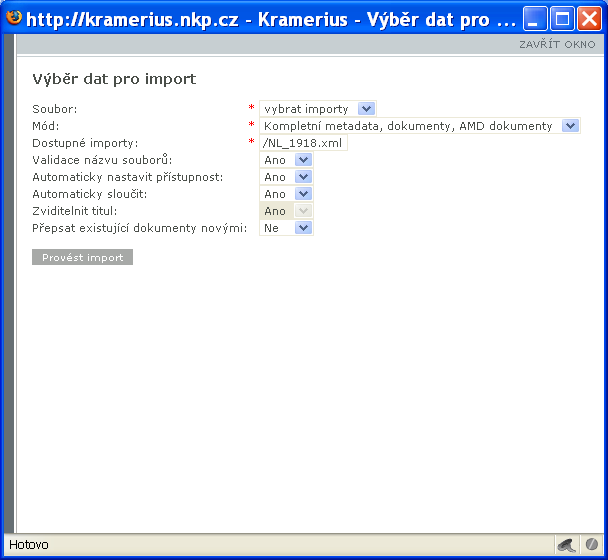 http://kramerius.nkp.cz - Kramerius - Výběr dat pro ...
ZAVŘÍT OKNO
Výběr dat pro import
Soubor: * vybrat importy
Mód: * Kompletní metadata, dokumenty, AMD dokumenty
Dostupné importy: * /NL_1918.xml
Validace názvu souborů: Ano
Automaticky nastavit přístupnost: Ano
Automaticky sloučit: Ano
Zviditelnit titul: Ano
Přepsat existující dokumenty novými: Ne
Provést import
Hotovo